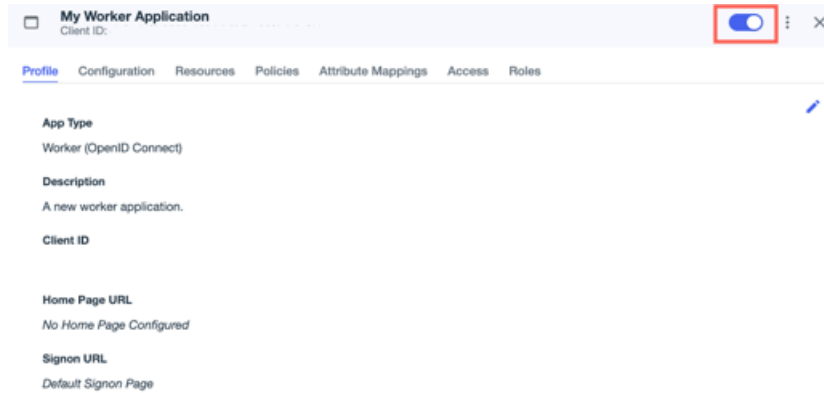 My Worker Application
Client ID:
Profile Configuration Resources Policies Attribute Mappings Access Roles
App Type
Worker (OpenID Connect)
Description
A new worker application.
Client ID
Home Page URL
No Home Page Configured
Signon URL
Default Signon Page